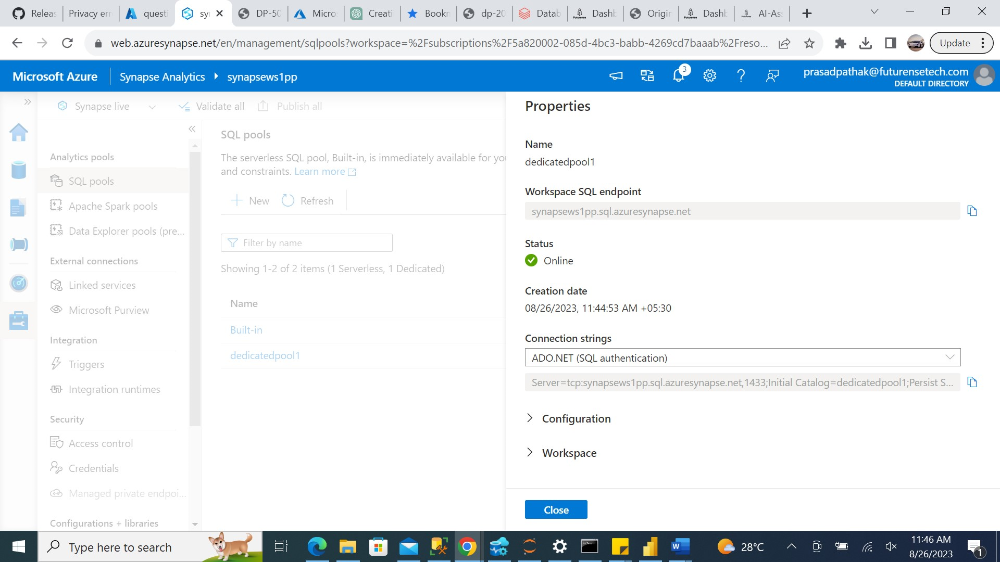 Releas
Privacy err
questi
sy
DP-50
Micro
Creati
Bookn
dp-20
Datab
Dashb
Origin
Dashb
AI-Ass
web.azuresynapse.net/en/management/sqlpools?workspace=%2Fsubscriptions%2F5a820002-085d-4bc3-babb-4269cd7baaab%2Freso...
Update
Microsoft Azure
Synapse Analytics
synapsews1pp
3
prasadpathak@futurensetech.com
DEFAULT DIRECTORY
Synapse live
Validate all
Publish all
Analytics pools
SQL pools
Apache Spark pools
Data Explorer pools (pre...
External connections
Linked services
Microsoft Purview
Integration
Triggers
Integration runtimes
Security
Access control
Credentials
Managed private endpoi...
Configurations + libraries
SQL pools
The serverless SQL pool, Built-in, is immediately available for you
and constraints. Learn more
New
Refresh
Filter by name
Showing 1-2 of 2 items (1 Serverless, 1 Dedicated)
Name
Built-in
dedicatedpool1
Properties
Name
dedicatedpool1
Workspace SQL endpoint
synapsews1pp.sql.azuresynapse.net
Status
Online
Creation date
08/26/2023, 11:44:53 AM +05:30
Connection strings
ADO.NET (SQL authentication)
Server=tcp:synapsews1pp.sql.azuresynapse.net,1433;Initial Catalog=dedicatedpool1;Persist S...
Configuration
Workspace
Close
Type here to search
28°C
11:46 AM
8/26/2023
1